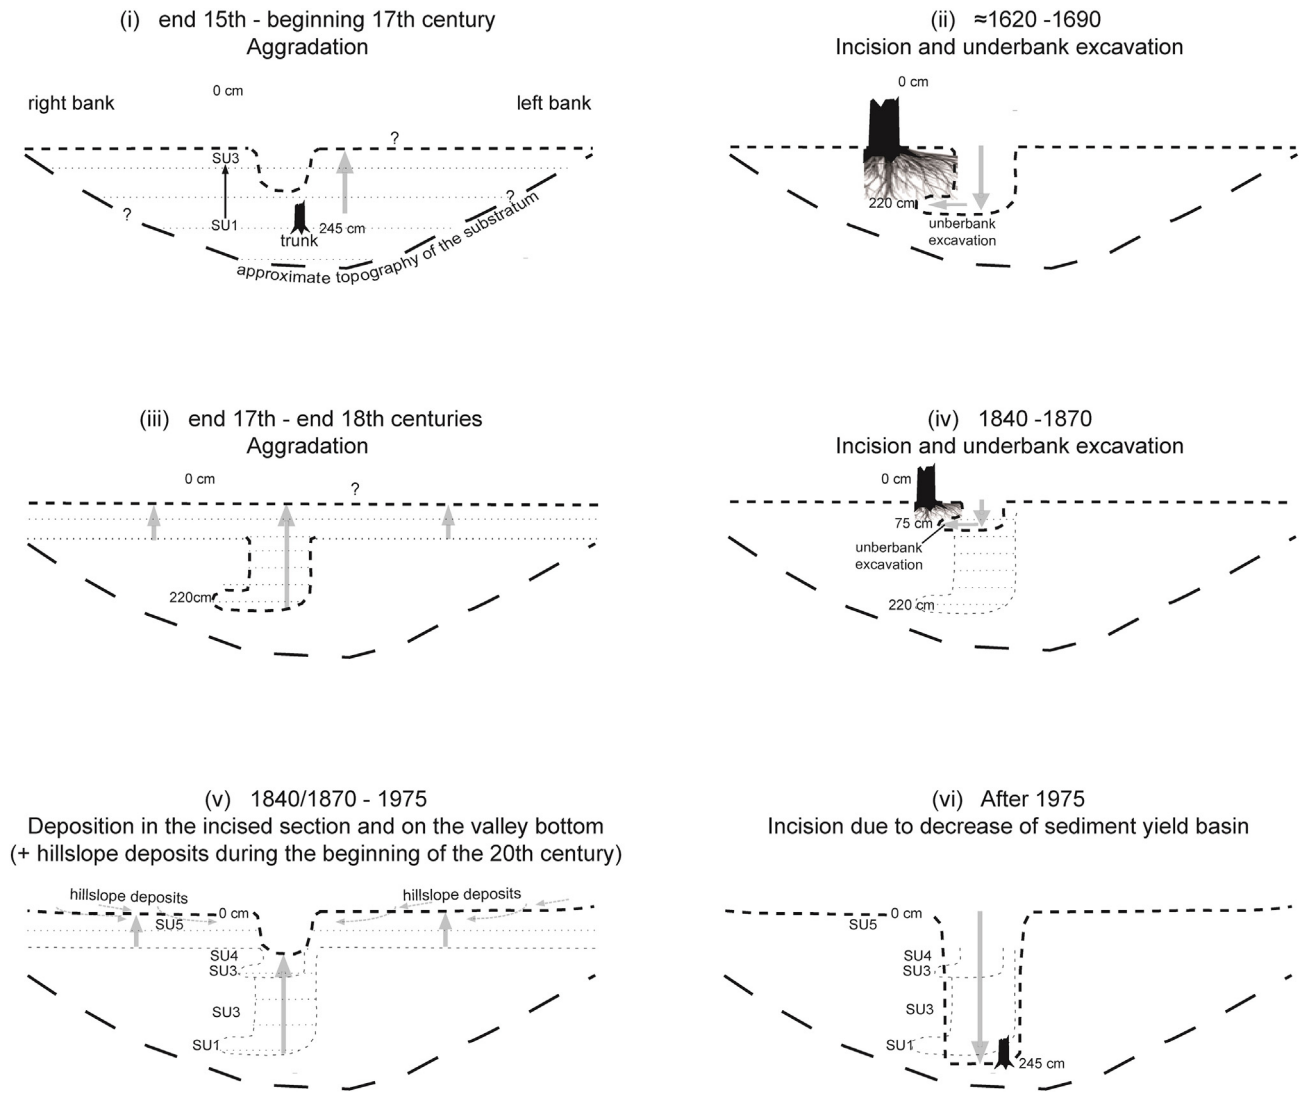 (i) end 15th - beginning 17th century
Aggradation
0 cm
right bank
left bank
?
SU3
?
?
SU1
trunk
245 cm
approximate topography of the substratum
(ii) ≈1620 -1690
Incision and underbank excavation
0 cm
220 cm
unberbank
excavation
(iii) end 17th - end 18th centuries
Aggradation
0 cm
?
220cm
(iv) 1840 -1870
Incision and underbank excavation
0 cm
75 cm
unberbank
excavation
220 cm
(v) 1840/1870 - 1975
Deposition in the incised section and on the valley bottom
(+ hillslope deposits during the beginning of the 20th century)
hillslope deposits
hillslope deposits
0 cm
SU5
SU4
SU3
SU3
SU1
(vi) After 1975
Incision due to decrease of sediment yield basin
0 cm
SU5
SU4
SU3
SU3
SU1
245 cm